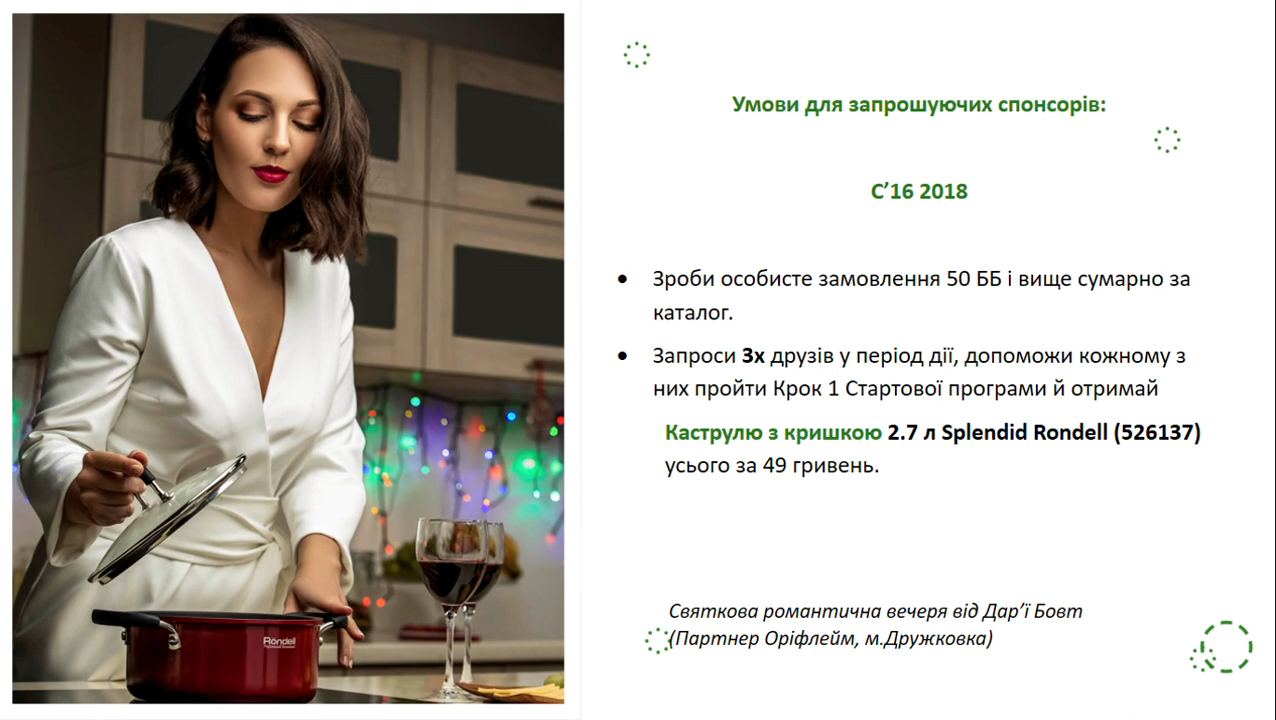 Умови для запрошуючих спонсорів:
С’16 2018
• Зроби особисте замовлення 50 ББ і вище сумарно за
каталог.
• Запроси 3х друзів у період дії, допоможи кожному з
них пройти Крок 1 Стартової програми й отримай
Каструлю з кришкою 2.7 л Splendid Rondell (526137)
усього за 49 гривень.
Святкова романтична вечеря від Дар’ї Бовт
(Партнер Оріфлейм, м.Дружковка)
Röndell